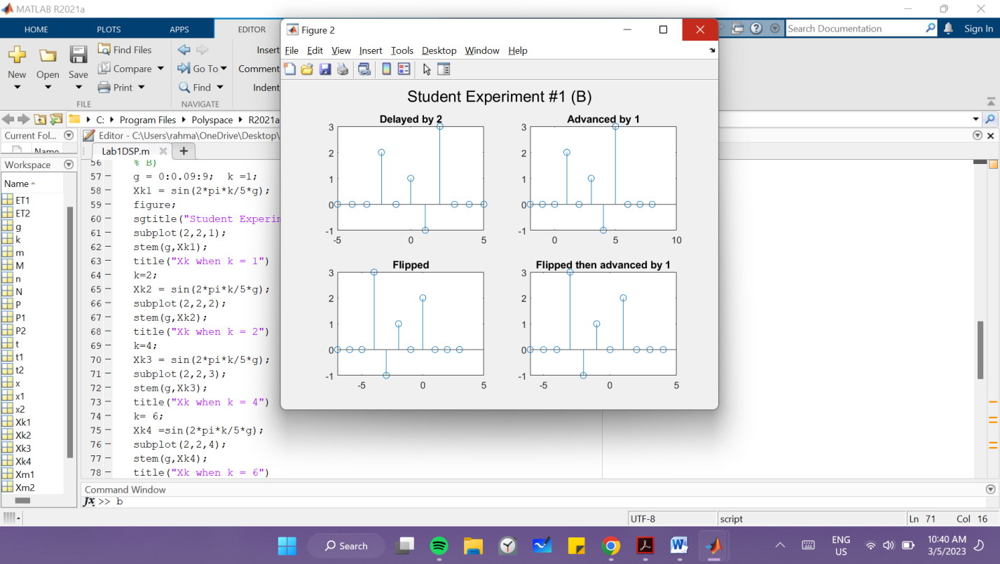 MATLAB R2021a
HOME PLOTS APPS EDITOR
Search Documentation
Sign In
New Open Save
Find Files
Compare
Print
FILE
Go To
Find
NAVIGATE
Insert
Comment
Indent
C: Program Files Polyspace R2021a
Current Fol...
Name
Editor - C:\Users\rahma\OneDrive\Desktop\
Lab1DSP.m
Workspace
Name
ET1
ET2
g
k
m
M
n
N
P
P1
P2
t
t1
t2
x
x1
x2
Xk1
Xk2
Xk3
Xk4
Xm1
Xm2
56 % B)
57 g = 0:0.09:9; k =1;
58 Xk1 = sin(2*pi*k/5*g);
59 figure;
60 sgtitle("Student Experim
61 subplot(2,2,1);
62 stem(g,Xk1);
63 title("Xk when k = 1")
64 k=2;
65 Xk2 = sin(2*pi*k/5*g);
66 subplot(2,2,2);
67 stem(g,Xk2);
68 title("Xk when k = 2")
69 k=4;
70 Xk3 = sin(2*pi*k/5*g);
71 subplot(2,2,3);
72 stem(g,Xk3);
73 title("Xk when k = 4")
74 k= 6;
75 Xk4 =sin(2*pi*k/5*g);
76 subplot(2,2,4);
77 stem(g,Xk4);
78 title("Xk when k = 6")
Figure 2
File Edit View Insert Tools Desktop Window Help
Student Experiment #1 (B)
Delayed by 2
3
2
1
0
-1
-5 0 5
Advanced by 1
3
2
1
0
-1
0 5 10
Flipped
3
2
1
0
-1
-5 0 5
Flipped then advanced by 1
3
2
1
0
-1
-5 0 5
Command Window
fx >> b
UTF-8
script
Ln 71 Col 16
Search
ENG
US
10:40 AM
3/5/2023